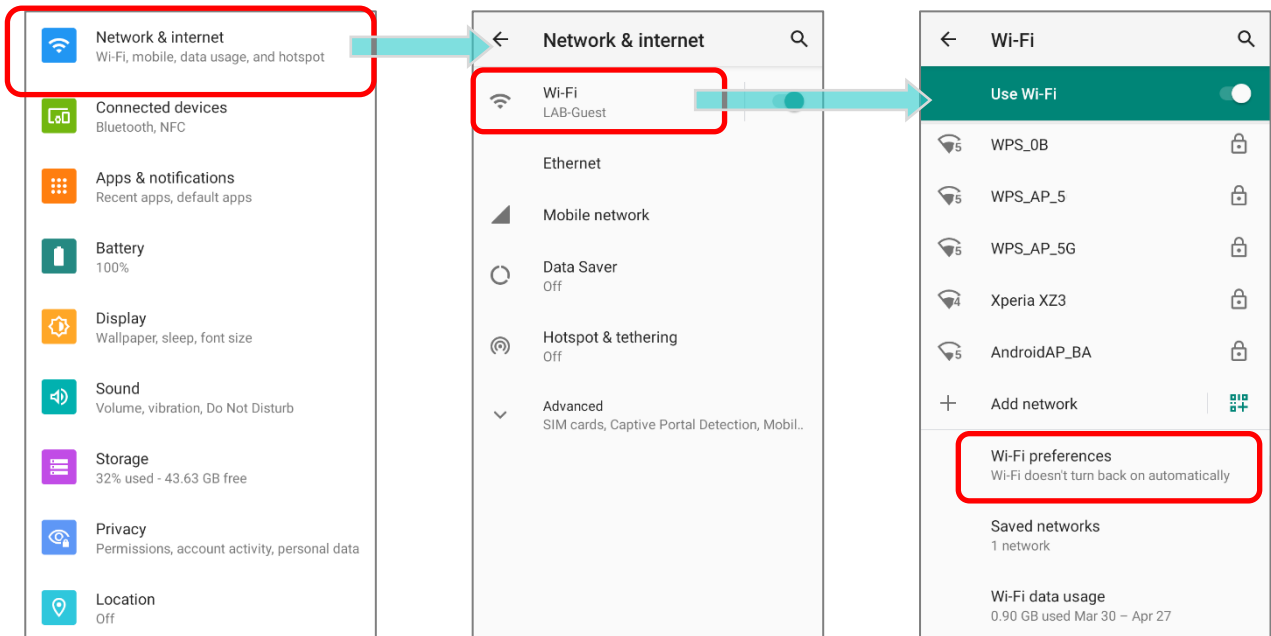 Network & internet
Wi-Fi, mobile, data usage, and hotspot
Connected devices
Bluetooth, NFC
Apps & notifications
Recent apps, default apps
Battery
100%
Display
Wallpaper, sleep, font size
Sound
Volume, vibration, Do Not Disturb
Storage
32% used - 43.63 GB free
Privacy
Permissions, account activity, personal data
Location
Off
Network & internet
Wi-Fi
LAB-Guest
Ethernet
Mobile network
Data Saver
Off
Hotspot & tethering
Off
Advanced
SIM cards, Captive Portal Detection, Mobil..
Wi-Fi
Use Wi-Fi
5 WPS_0B
5 WPS_AP_5
5 WPS_AP_5G
4 Xperia XZ3
5 AndroidAP_BA
Add network
Wi-Fi preferences
Wi-Fi doesn't turn back on automatically
Saved networks
1 network
Wi-Fi data usage
0.90 GB used Mar 30 – Apr 27